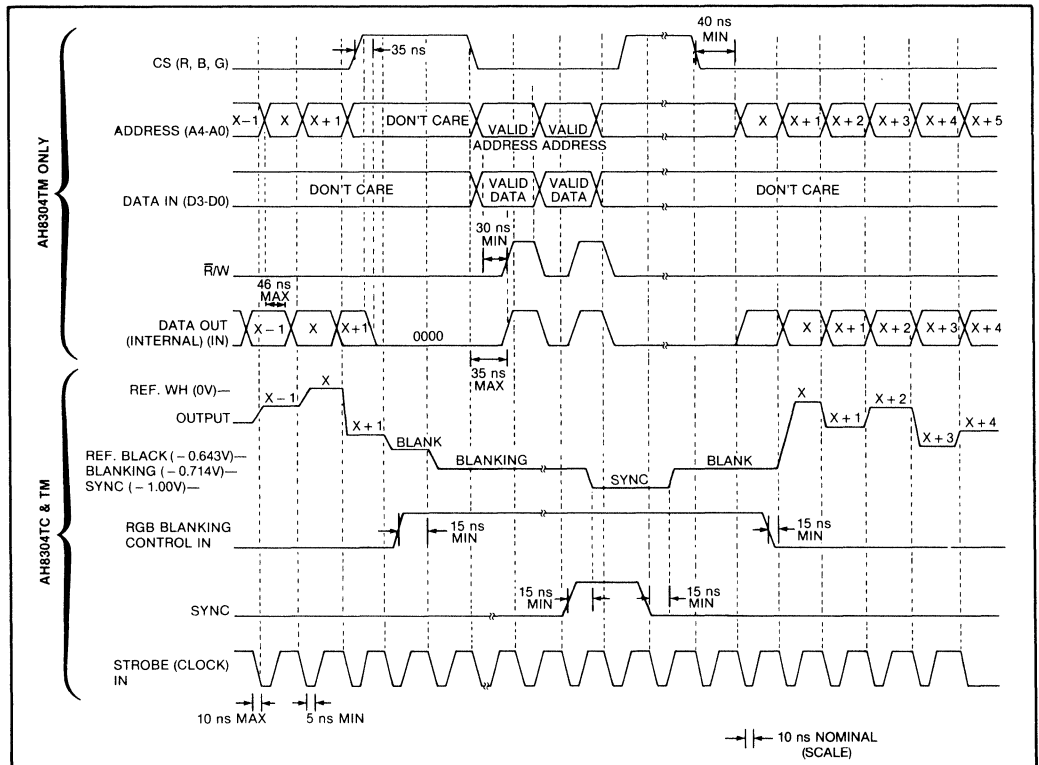 40 ns
MIN
35 ns
CS (R, B, G)
X-1 X X + 1 DON'T CARE VALID ADDRESS VALID ADDRESS X X + 1 X + 2 X + 3 X + 4 X + 5
ADDRESS (A4-A0)
DON'T CARE VALID DATA VALID DATA DON'T CARE
DATA IN (D3-D0)
30 ns
MIN
R̅/W
46 ns
MAX
DATA OUT
(INTERNAL) (IN)
X - 1 X X+1 0000 X X + 1 X + 2 X + 3 X + 4
35 ns
MAX
AH8304TM ONLY
REF. WH (0V)—
OUTPUT
X - 1 X X + 1 BLANK BLANKING SYNC BLANK X X + 1 X + 2 X + 3 X + 4
REF. BLACK (- 0.643V)—
BLANKING (- 0.714V)—
SYNC (- 1.00V)—
RGB BLANKING
CONTROL IN
15 ns
MIN
15 ns
MIN
15 ns
MIN
15 ns
MIN
SYNC
STROBE (CLOCK)
IN
10 ns MAX
5 ns MIN
10 ns NOMINAL
(SCALE)
AH8304TC & TM